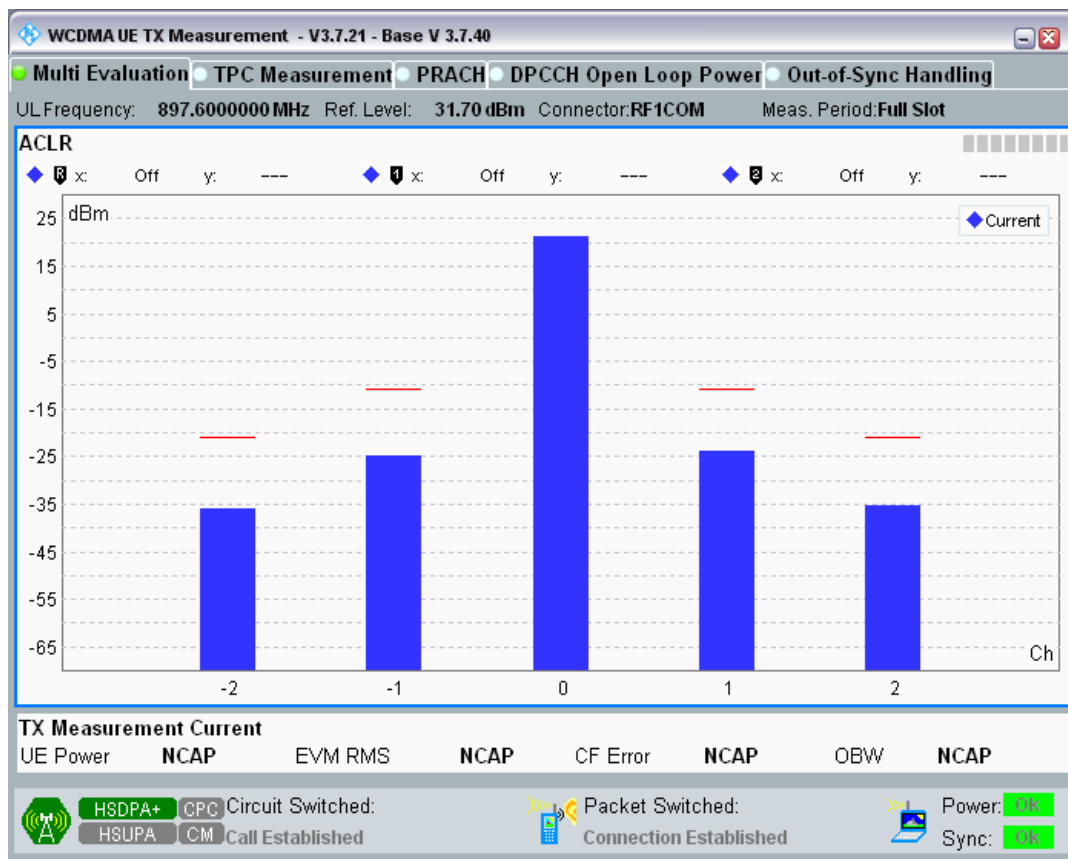 WCDMA UE TX Measurement - V3.7.21 - Base V 3.7.40
Multi Evaluation TPC Measurement PRACH DPCCH Open Loop Power Out-of-Sync Handling
UL Frequency: 897.6000000 MHz Ref. Level: 31.70 dBm Connector:RF1COM Meas. Period:Full Slot
ACLR
R x: Off y: --- 1 x: Off y: --- 2 x: Off y: ---
dBm
Current
25
15
5
-5
-15
-25
-35
-45
-55
-65
Ch
-2 -1 0 1 2
TX Measurement Current
UE Power NCAP EVM RMS NCAP CF Error NCAP OBW NCAP
HSDPA+ CPC Circuit Switched: Packet Switched: Power: OK
HSUPA CM Call Established Connection Established Sync: OK